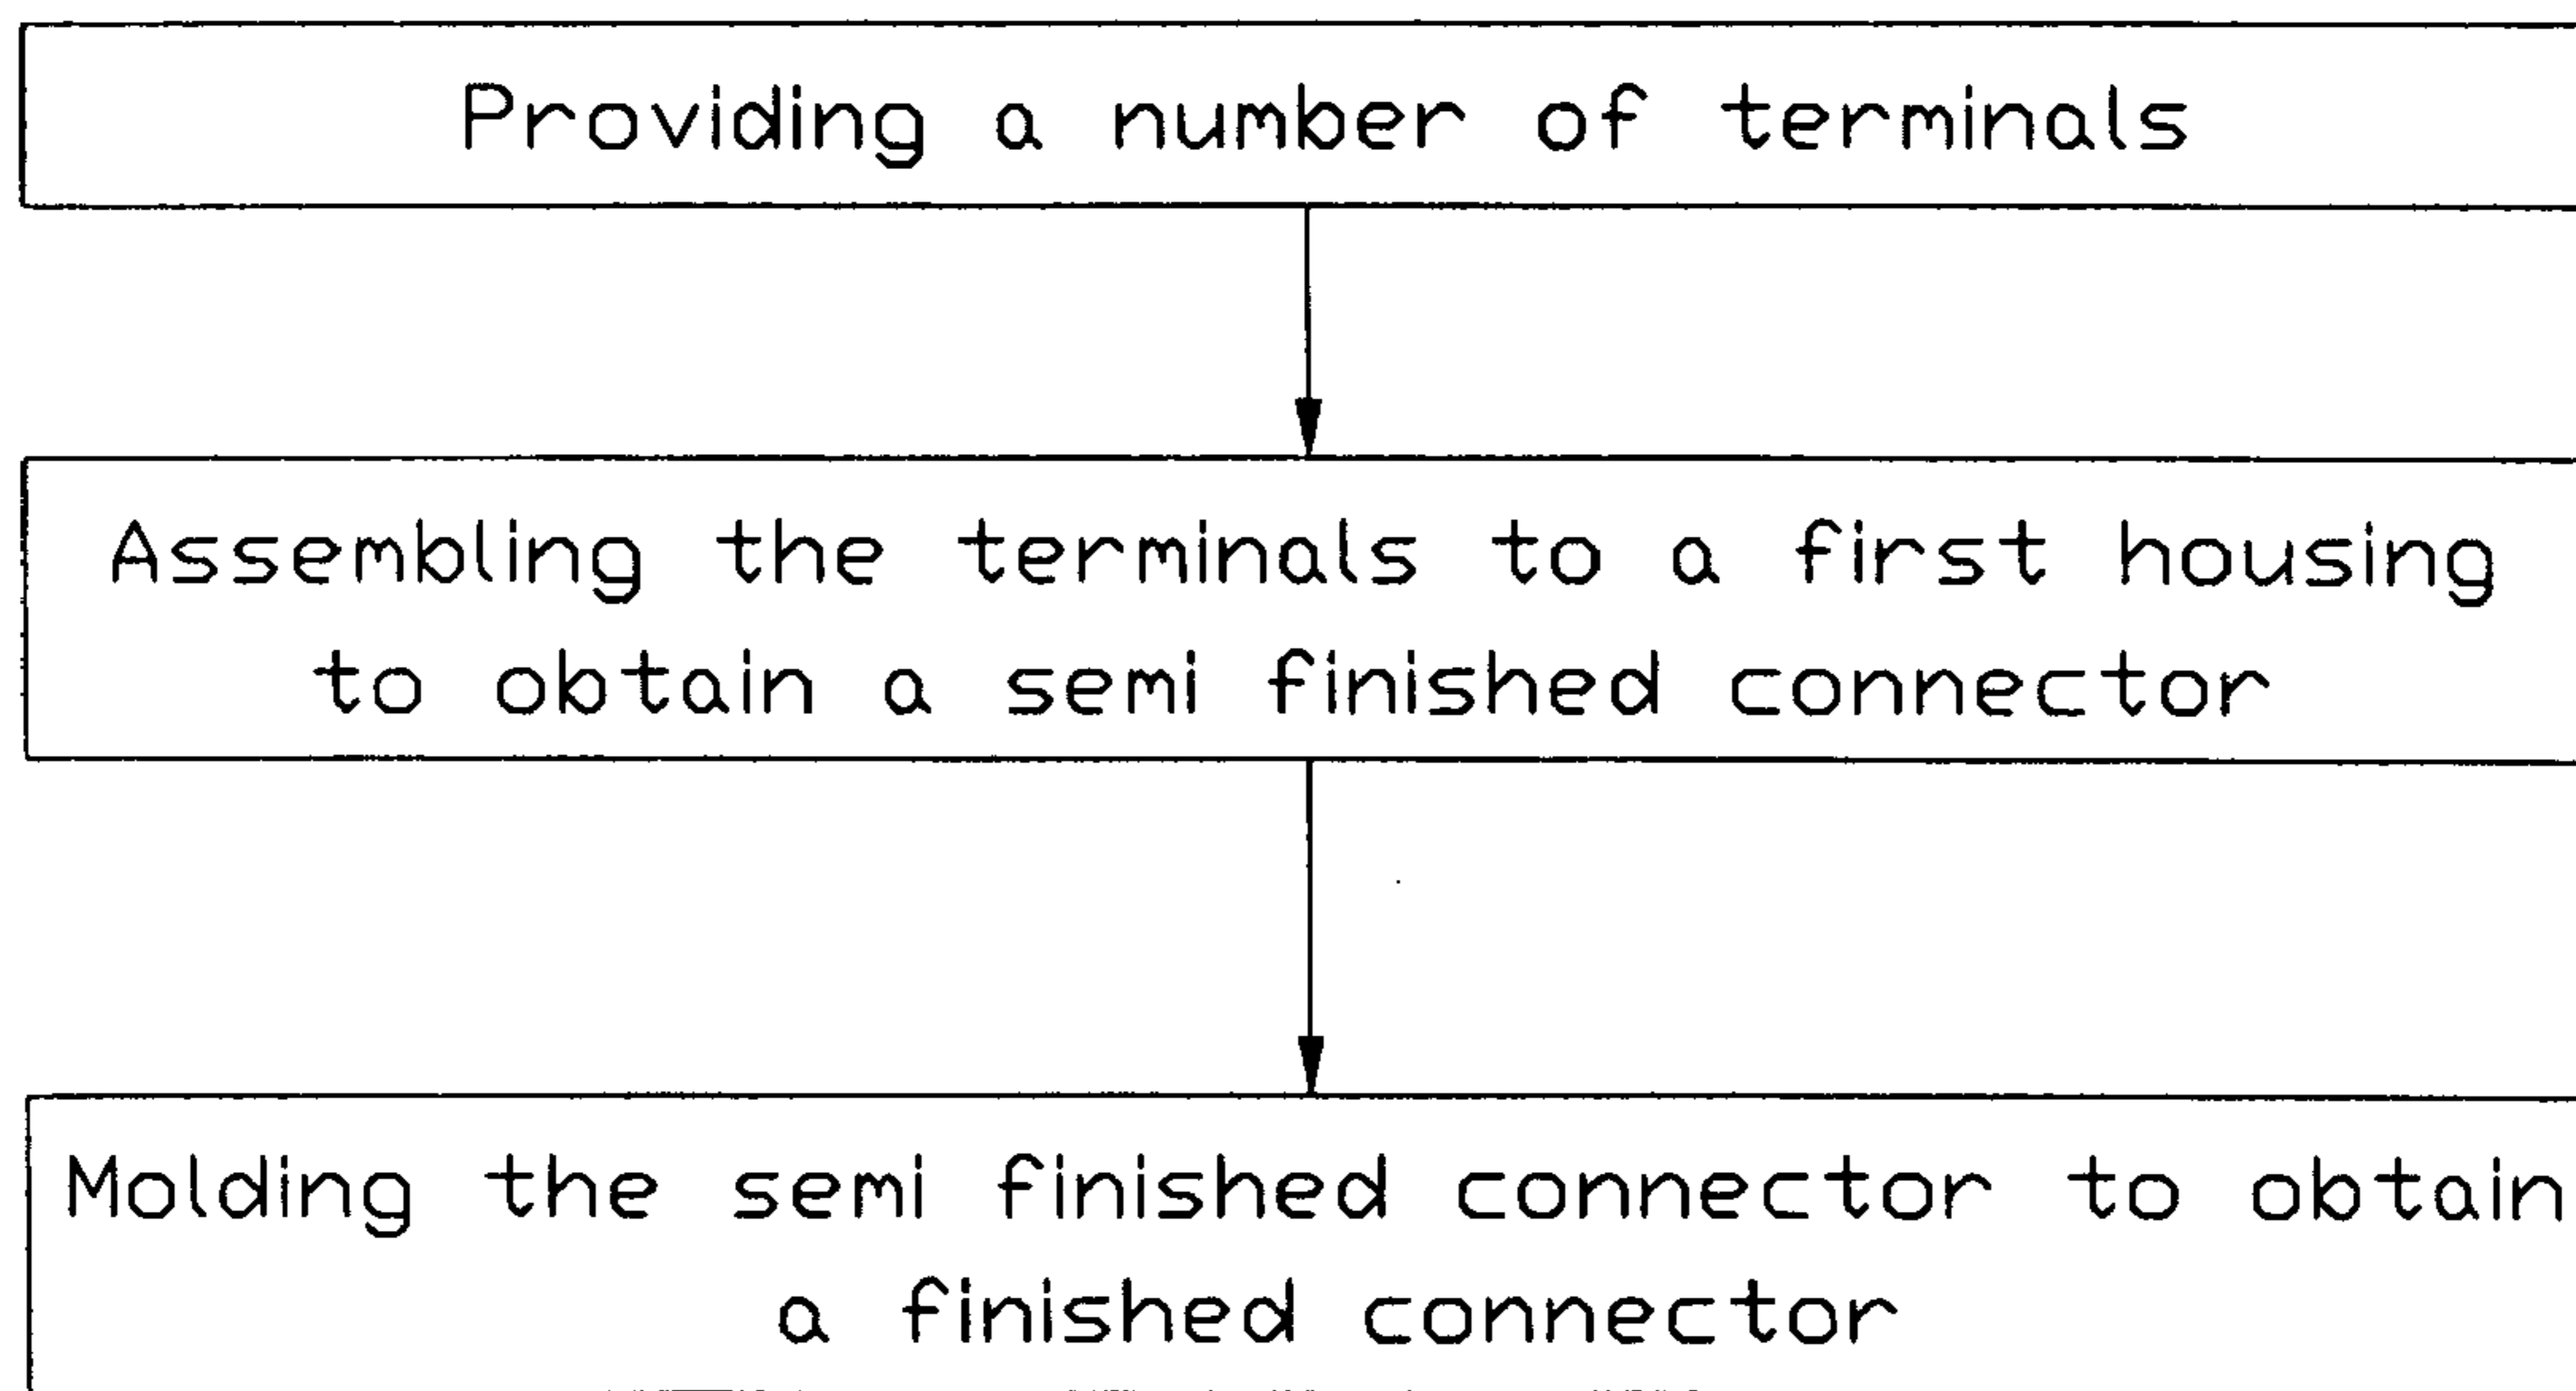 Providing a number of terminals
Assembling the terminals to a first housing
to obtain a semi finished connector
Molding the semi finished connector to obtain
a finished connector